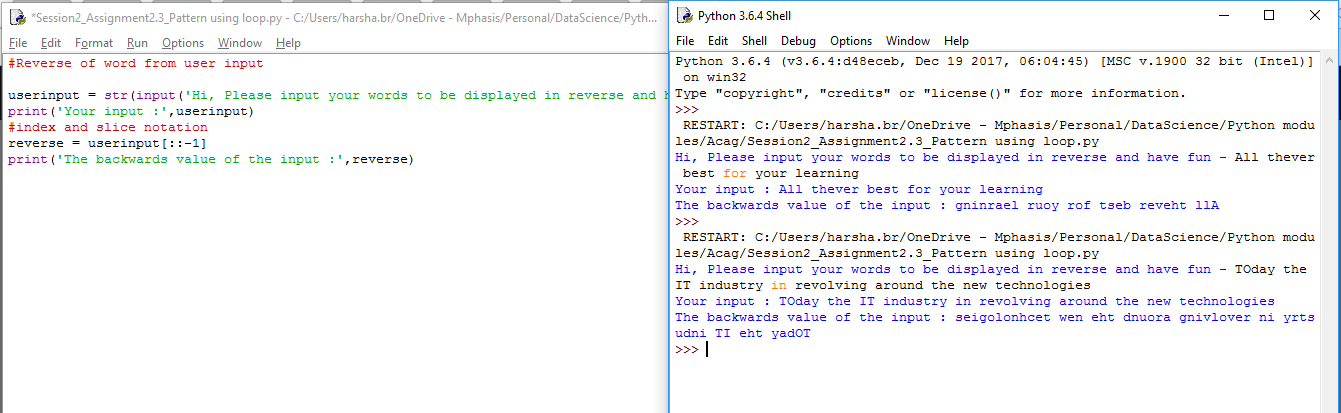 *Session2_Assignment2.3_Pattern using loop.py - C:/Users/harsha.br/OneDrive - Mphasis/Personal/DataScience/Pyth...
File Edit Format Run Options Window Help
#Reverse of word from user input
userinput = str(input('Hi, Please input your words to be displayed in reverse and
print('Your input :',userinput)
#index and slice notation
reverse = userinput[::-1]
print('The backwards value of the input :',reverse)
Python 3.6.4 Shell
File Edit Shell Debug Options Window Help
Python 3.6.4 (v3.6.4:d48eceb, Dec 19 2017, 06:04:45) [MSC v.1900 32 bit (Intel)]
on win32
Type "copyright", "credits" or "license()" for more information.
>>>
RESTART: C:/Users/harsha.br/OneDrive - Mphasis/Personal/DataScience/Python modu
les/Acag/Session2_Assignment2.3_Pattern using loop.py
Hi, Please input your words to be displayed in reverse and have fun - All thever
best for your learning
Your input : All thever best for your learning
The backwards value of the input : gninrael ruoy rof tseb reveht llA
>>>
RESTART: C:/Users/harsha.br/OneDrive - Mphasis/Personal/DataScience/Python modu
les/Acag/Session2_Assignment2.3_Pattern using loop.py
Hi, Please input your words to be displayed in reverse and have fun - TOday the
IT industry in revolving around the new technologies
Your input : TOday the IT industry in revolving around the new technologies
The backwards value of the input : seigolonhcet wen eht dnuora gnivlover ni yrts
udni TI eht yadOT
>>>